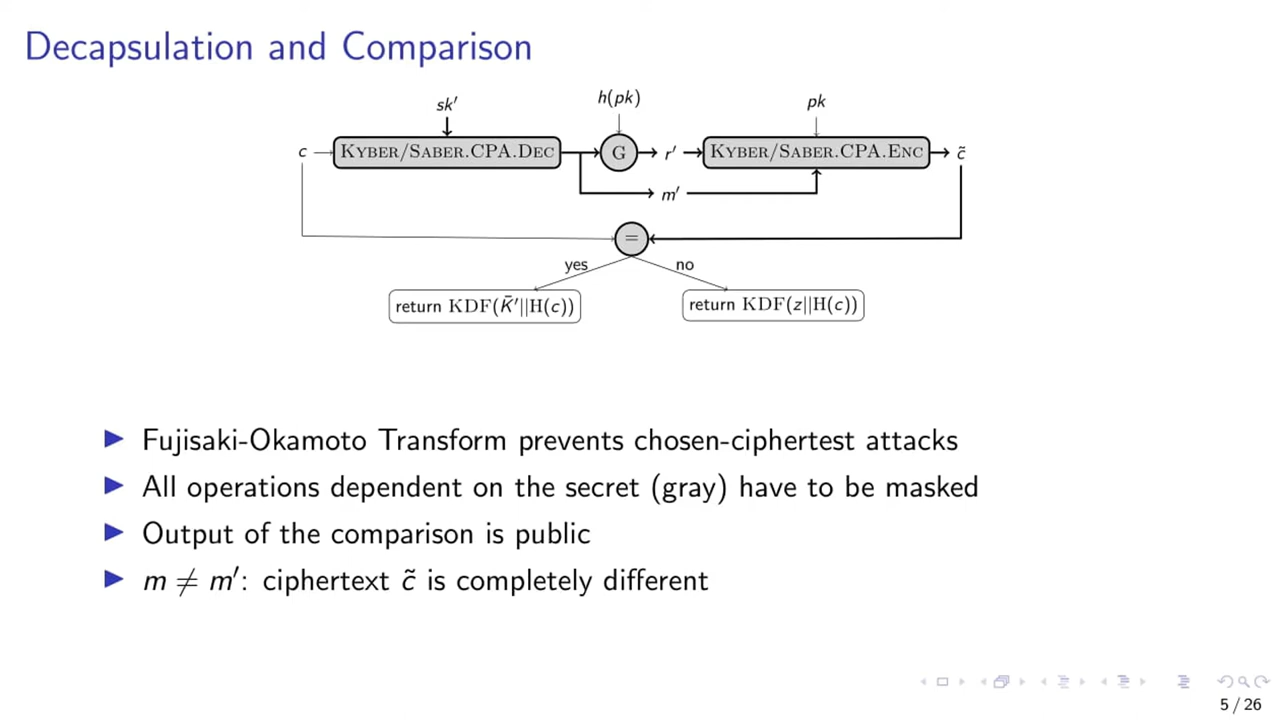 Decapsulation and Comparison
sk′ h(pk) pk
c KYBER/SABER.CPA.DEC G r′ KYBER/SABER.CPA.ENC c̃
m′
=
yes no
return KDF(K̄′||H(c)) return KDF(z||H(c))
Fujisaki-Okamoto Transform prevents chosen-ciphertest attacks
All operations dependent on the secret (gray) have to be masked
Output of the comparison is public
m ≠ m′: ciphertext c̃ is completely different
5 / 26